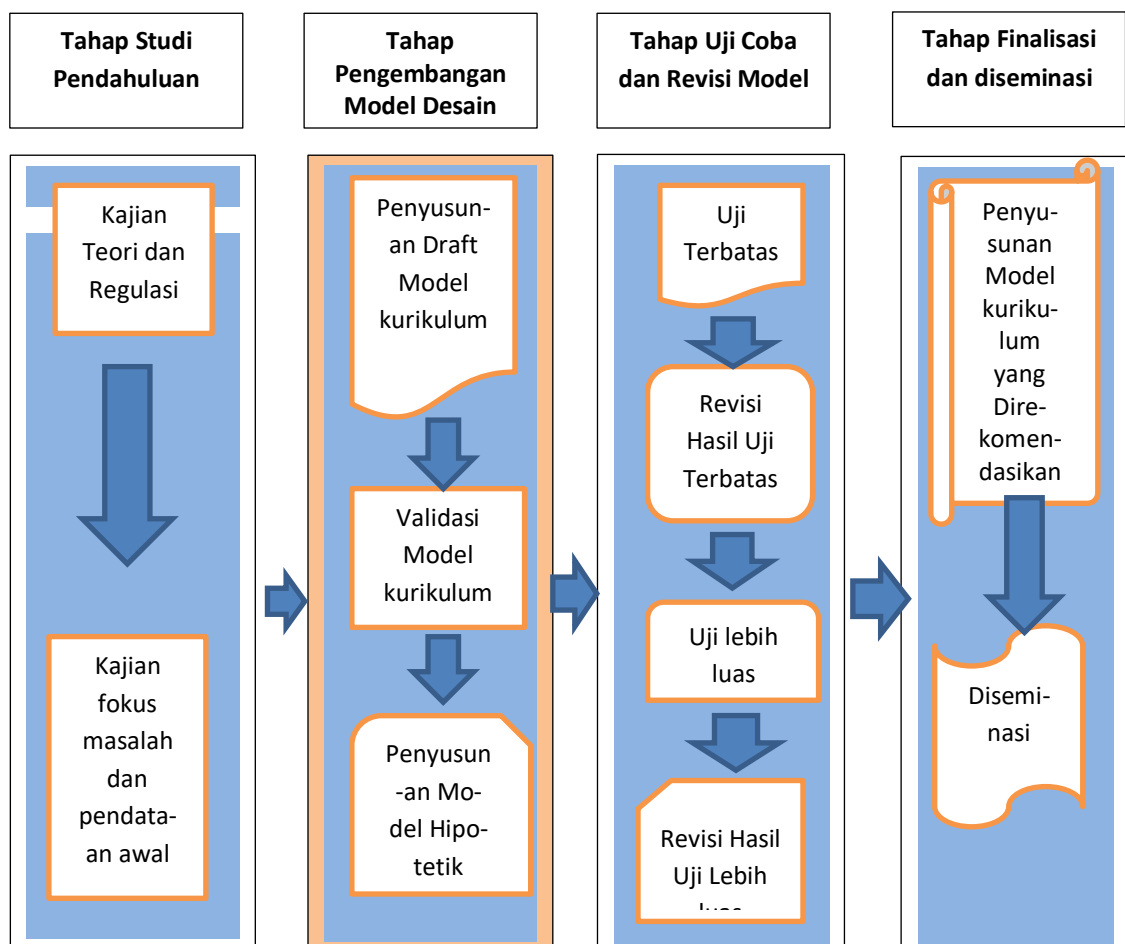 Tahap Studi
Pendahuluan
Tahap
Pengembangan
Model Desain
Tahap Uji Coba
dan Revisi Model
Tahap Finalisasi
dan diseminasi
Kajian
Teori dan
Regulasi
Kajian
fokus
masalah
dan
pendata-
an awal
Penyusun-
an Draft
Model
kurikulum
Validasi
Model
kurikulum
Penyusun
-an Mo-
del Hipo-
tetik
Uji
Terbatas
Revisi
Hasil Uji
Terbatas
Uji lebih
luas
Revisi Hasil
Uji Lebih
luas
Penyu-
sunan
Model
kuriku-
lum
yang
Dire-
komen-
dasikan
Disemi-
nasi